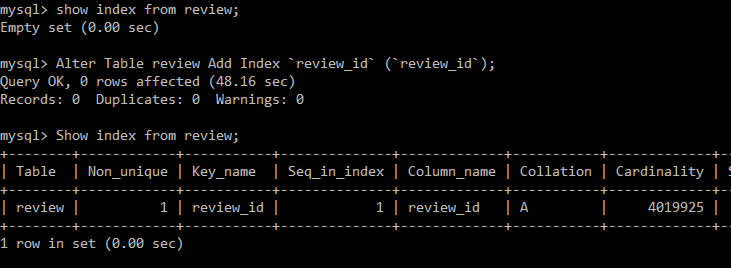 mysql> show index from review;
Empty set (0.00 sec)
mysql> Alter Table review Add Index `review_id` (`review_id`);
Query OK, 0 rows affected (48.16 sec)
Records: 0  Duplicates: 0  Warnings: 0
mysql> Show index from review;
+--------+------------+-----------+--------------+-------------+-----------+-------------+--
| Table  | Non_unique | Key_name  | Seq_in_index | Column_name | Collation | Cardinality | S
+--------+------------+-----------+--------------+-------------+-----------+-------------+--
| review |          1 | review_id |            1 | review_id   | A         |     4019925 |
+--------+------------+-----------+--------------+-------------+-----------+-------------+--
1 row in set (0.00 sec)